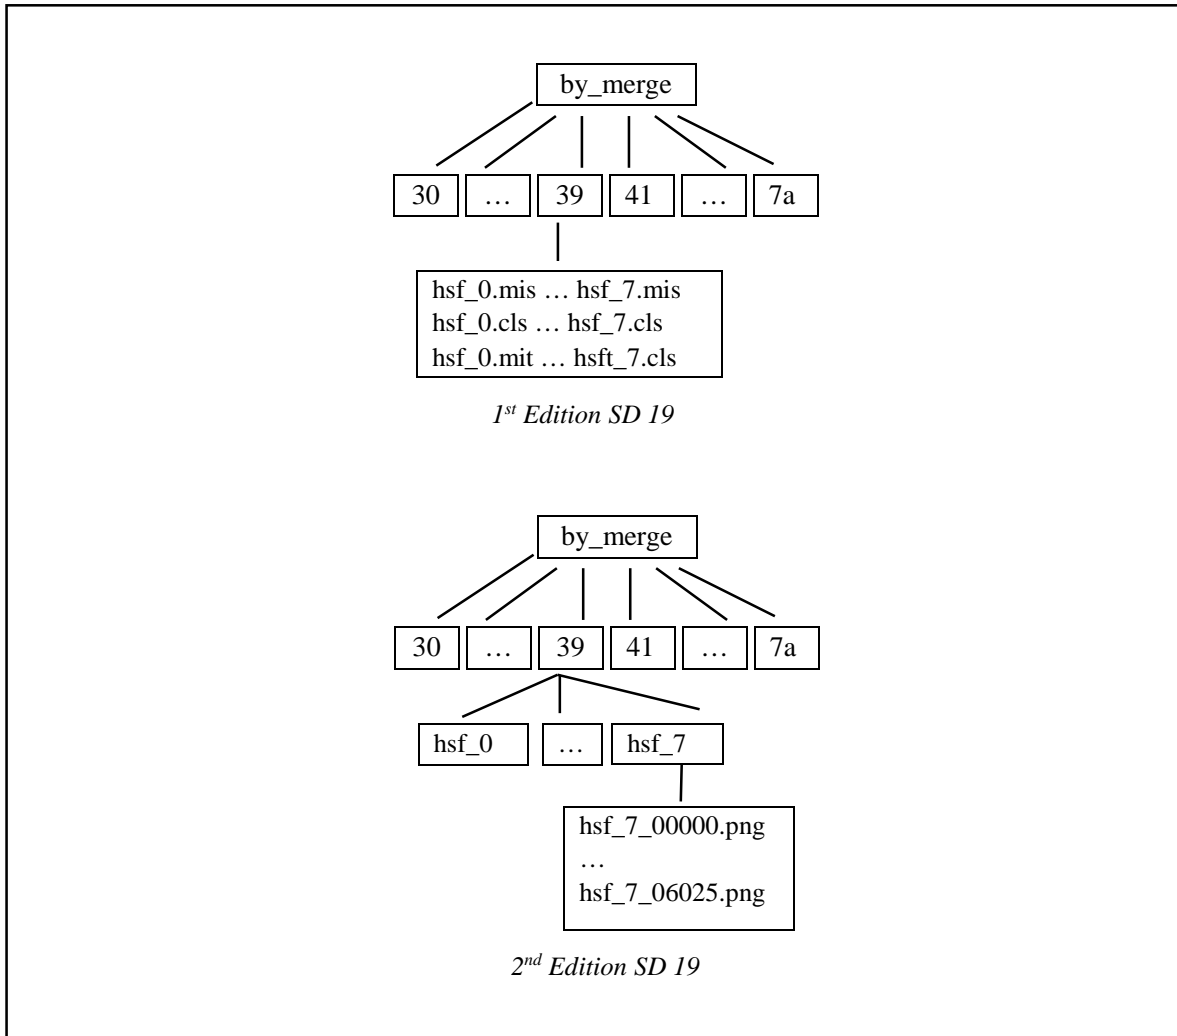 by_merge
30 … 39 41 … 7a
hsf_0.mis … hsf_7.mis
hsf_0.cls … hsf_7.cls
hsf_0.mit … hsft_7.cls
1st Edition SD 19
by_merge
30 … 39 41 … 7a
hsf_0 … hsf_7
hsf_7_00000.png
…
hsf_7_06025.png
2nd Edition SD 19